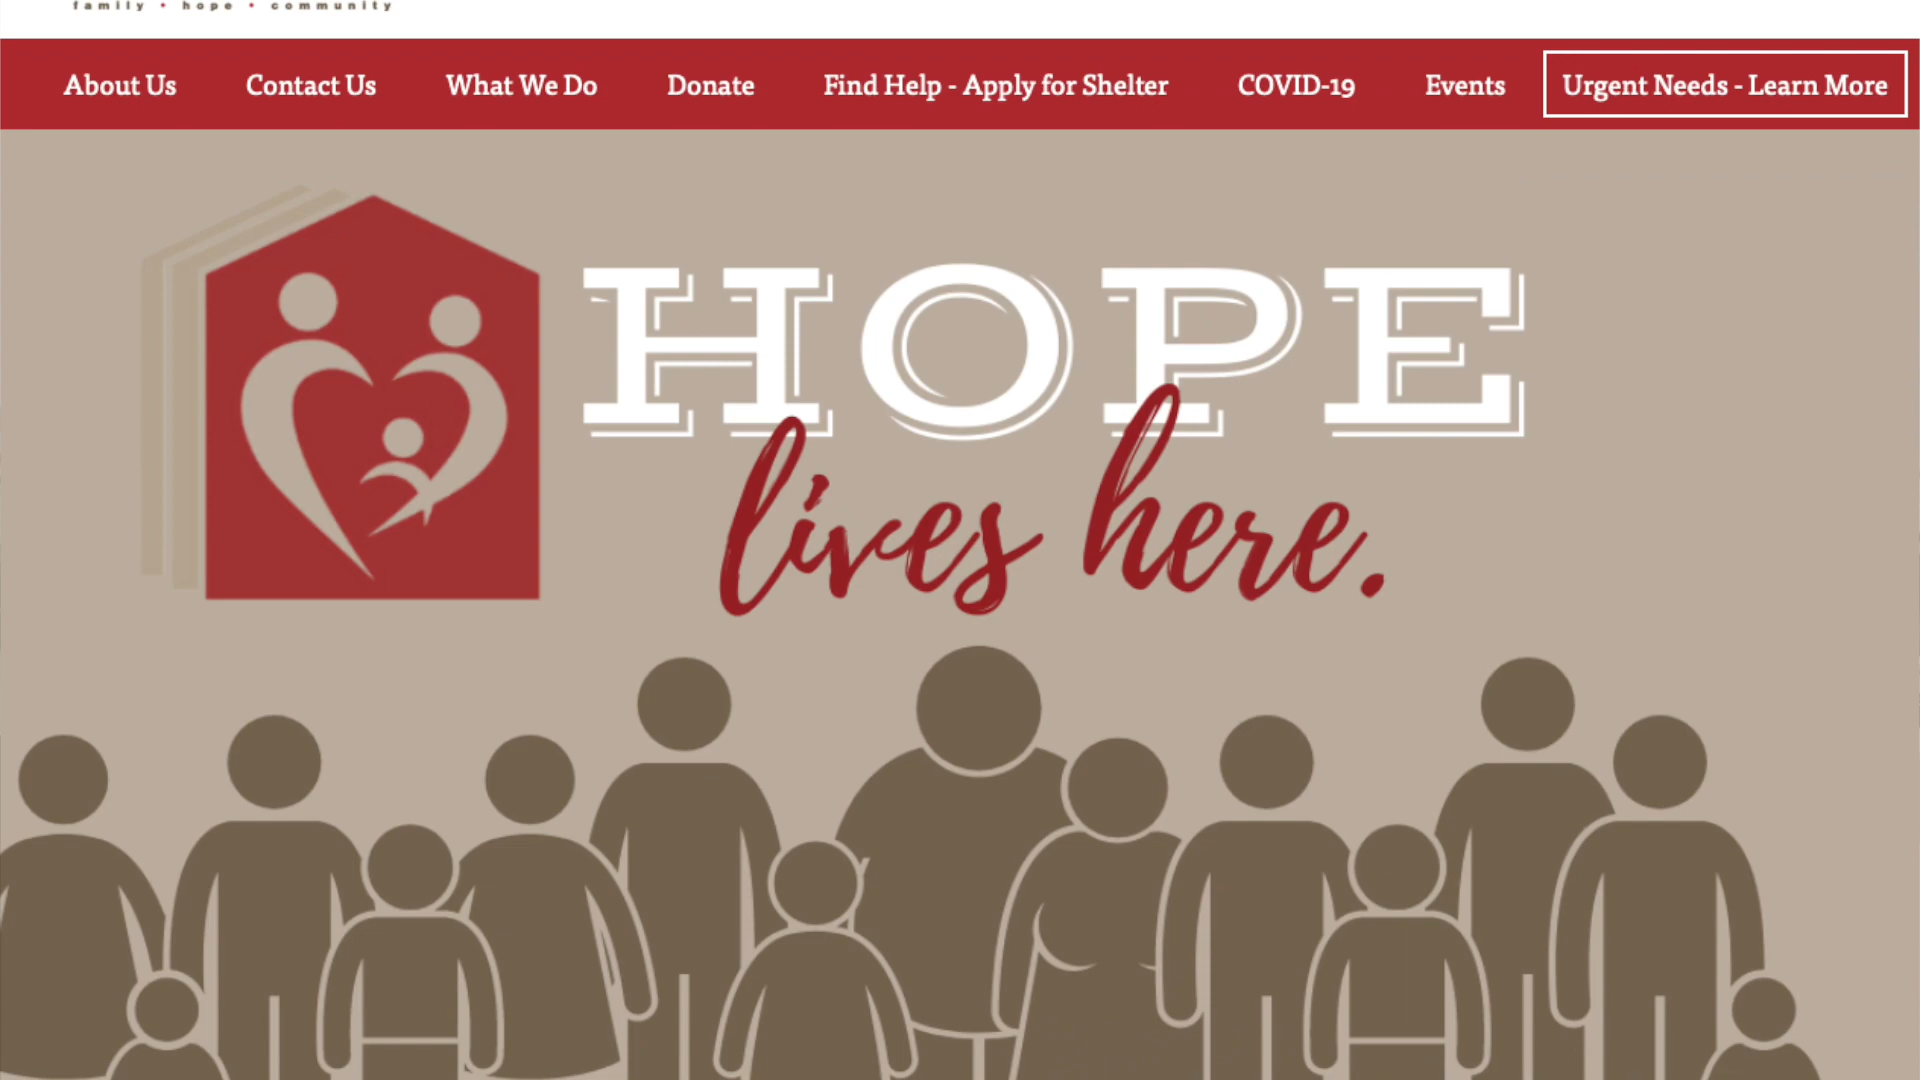 family • hope • community
About Us Contact Us What We Do Donate Find Help - Apply for Shelter COVID-19 Events Urgent Needs - Learn More
HOPE
lives here.